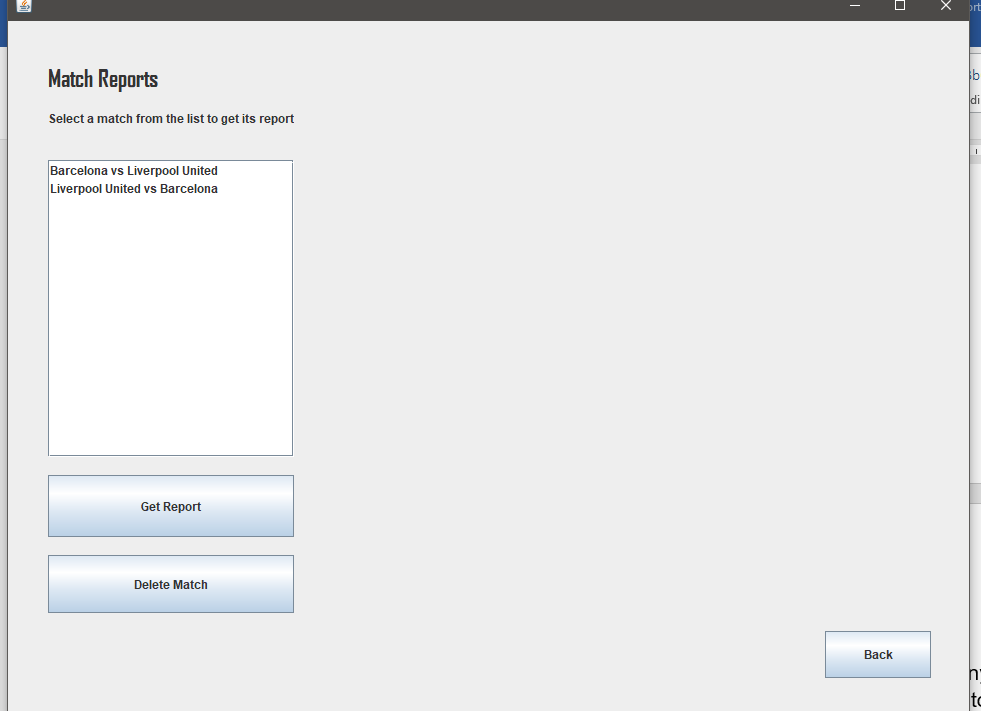 Match Reports
Select a match from the list to get its report
Barcelona vs Liverpool United
Liverpool United vs Barcelona
Get Report
Delete Match
Back